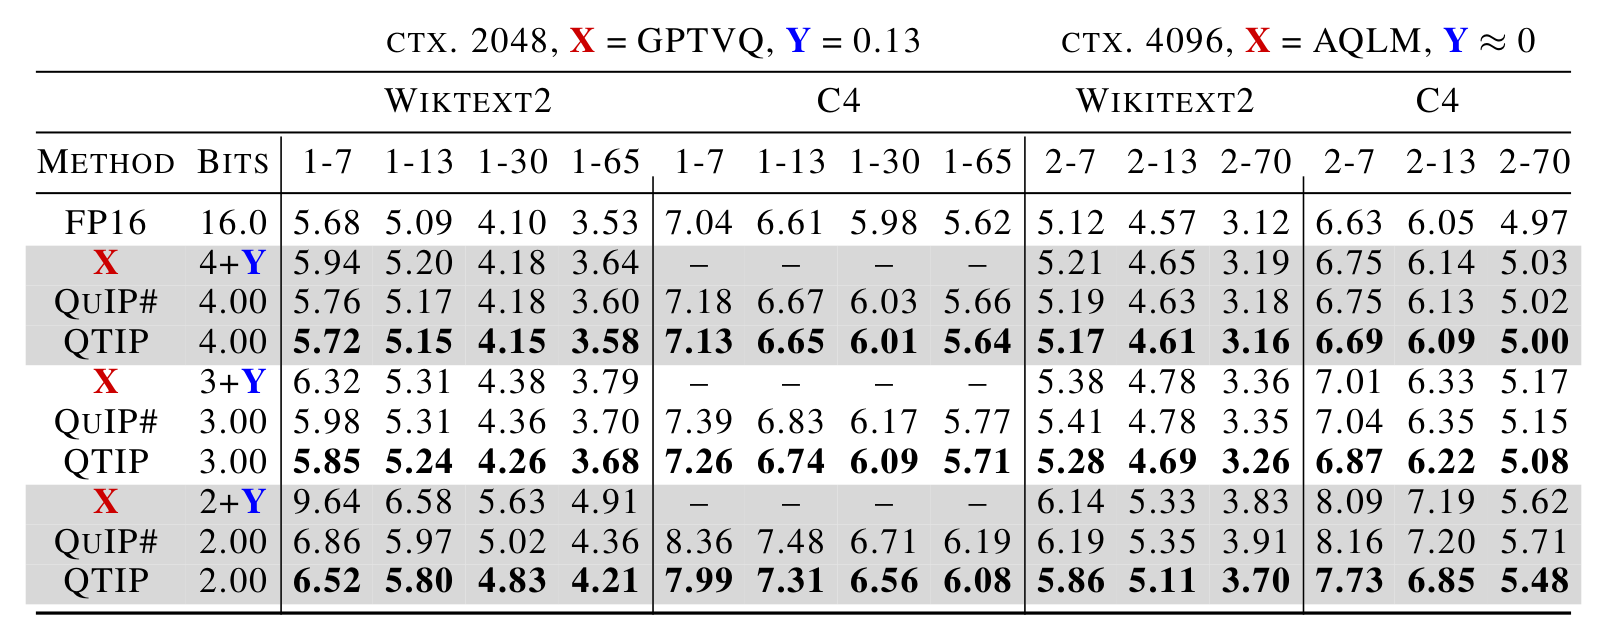 CTX. 2048, X = GPTVQ, Y = 0.13 CTX. 4096, X = AQLM, Y ≈ 0
WIKTEXT2 C4 WIKITEXT2 C4
METHOD BITS 1-7 1-13 1-30 1-65 1-7 1-13 1-30 1-65 2-7 2-13 2-70 2-7 2-13 2-70
FP16 16.0 5.68 5.09 4.10 3.53 7.04 6.61 5.98 5.62 5.12 4.57 3.12 6.63 6.05 4.97
X 4+Y 5.94 5.20 4.18 3.64 – – – – 5.21 4.65 3.19 6.75 6.14 5.03
QUIP# 4.00 5.76 5.17 4.18 3.60 7.18 6.67 6.03 5.66 5.19 4.63 3.18 6.75 6.13 5.02
QTIP 4.00 5.72 5.15 4.15 3.58 7.13 6.65 6.01 5.64 5.17 4.61 3.16 6.69 6.09 5.00
X 3+Y 6.32 5.31 4.38 3.79 – – – – 5.38 4.78 3.36 7.01 6.33 5.17
QUIP# 3.00 5.98 5.31 4.36 3.70 7.39 6.83 6.17 5.77 5.41 4.78 3.35 7.04 6.35 5.15
QTIP 3.00 5.85 5.24 4.26 3.68 7.26 6.74 6.09 5.71 5.28 4.69 3.26 6.87 6.22 5.08
X 2+Y 9.64 6.58 5.63 4.91 – – – – 6.14 5.33 3.83 8.09 7.19 5.62
QUIP# 2.00 6.86 5.97 5.02 4.36 8.36 7.48 6.71 6.19 6.19 5.35 3.91 8.16 7.20 5.71
QTIP 2.00 6.52 5.80 4.83 4.21 7.99 7.31 6.56 6.08 5.86 5.11 3.70 7.73 6.85 5.48